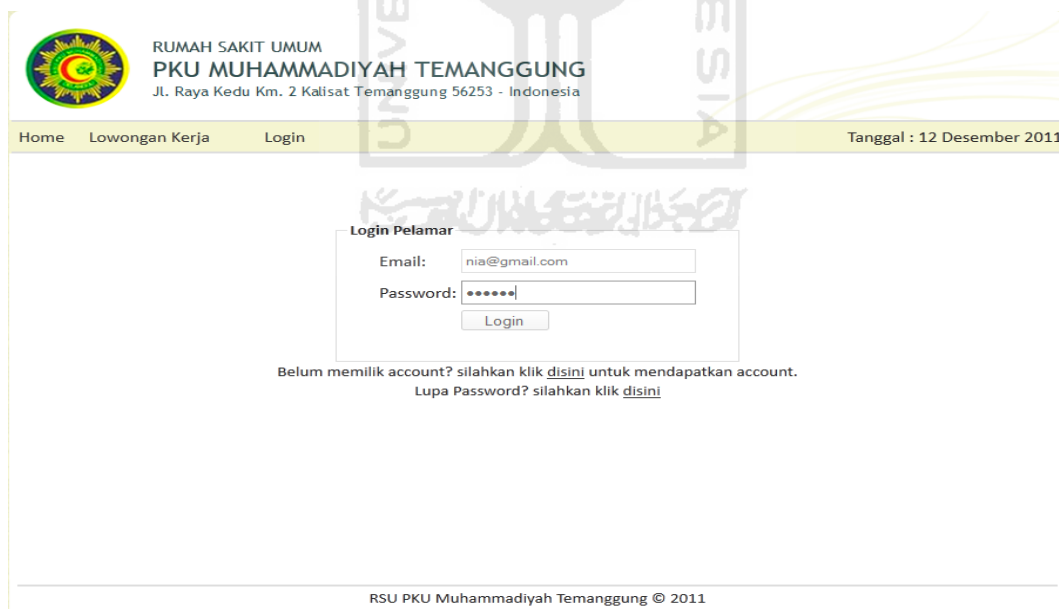 RUMAH SAKIT UMUM
PKU MUHAMMADIYAH TEMANGGUNG
Jl. Raya Kedu Km. 2 Kalisat Temanggung 56253 - Indonesia
Home Lowongan Kerja Login Tanggal : 12 Desember 2011
Login Pelamar
Email: nia@gmail.com
Password: ●●●●●●
Login
Belum memilik account? silahkan klik disini untuk mendapatkan account.
Lupa Password? silahkan klik disini
RSU PKU Muhammadiyah Temanggung © 2011